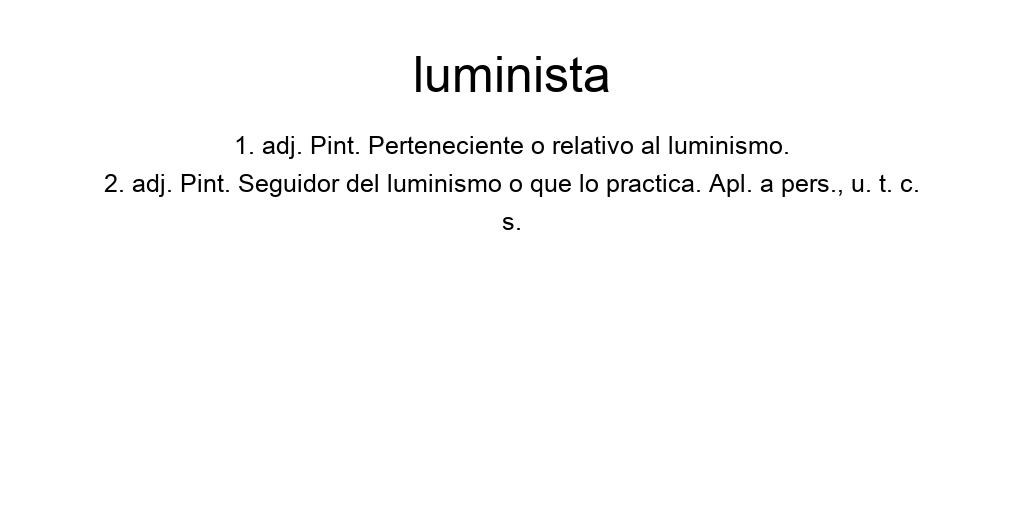 luminista
1. adj. Pint. Perteneciente o relativo al luminismo.
2. adj. Pint. Seguidor del luminismo o que lo practica. Apl. a pers., u. t. c.
s.